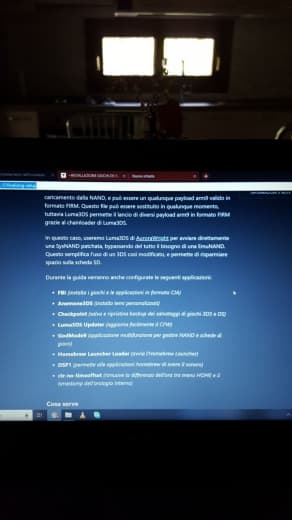 Nuova scheda
caricamento dalla NAND, e può essere un qualunque payload arm9 valido in
formato FIRM. Questo file può essere sostituito in qualunque momento,
tuttavia Luma3DS permette il lancio di diversi payload arm9 in formato FIRM
grazie al chainloader di Luma3DS.
In questo caso, useremo Luma3DS di AuroraWright per avviare direttamente
una SysNAND patchata, bypassando del tutto il bisogno di una EmuNAND.
Questo semplifica l'uso di un 3DS così modificato, e permette di risparmiare
spazio sulla scheda SD.
Durante la guida verranno anche configurate le seguenti applicazioni:
• FBI (installa i giochi e le applicazioni in formato CIA)
• Anemone3DS (installa temi personalizzati)
• Checkpoint (salva e ripristina backup dei salvataggi di giochi 3DS e DS)
• Luma3DS Updater (aggiorna facilmente il CFW)
• GodMode9 (applicazione multifunzione per gestire NAND e schede di
giochi)
• Homebrew Launcher Loader (avvia l'Homebrew Launcher)
• DSP1 (permette alle applicazioni homebrew di avere il sonoro)
• ctr-no-timeoffset (rimuove la differenza dell'ora tra menu HOME e il
timestamp dell'orologio interno)
Cosa serve